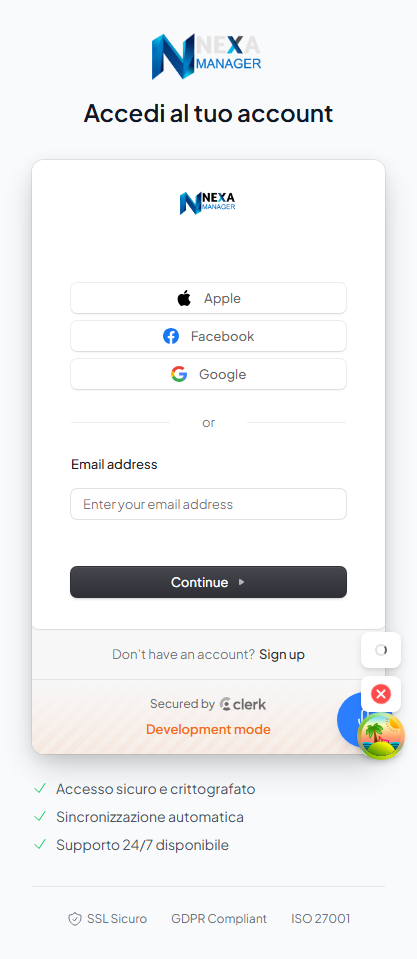 NEXA
MANAGER
Accedi al tuo account
NEXA
MANAGER
Apple
Facebook
Google
or
Email address
Enter your email address
Continue
Don't have an account? Sign up
Secured by clerk
Development mode
Accesso sicuro e crittografato
Sincronizzazione automatica
Supporto 24/7 disponibile
SSL Sicuro GDPR Compliant ISO 27001